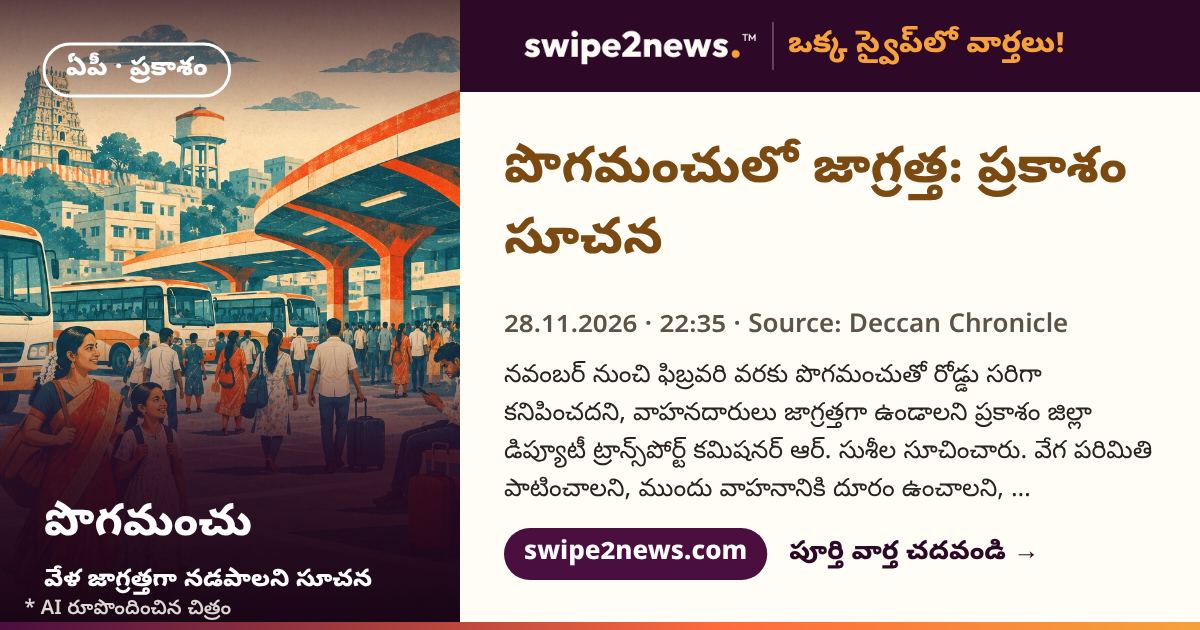 ఏపీ · ప్రకాశం
పొగమంచు
వేళ జాగ్రత్తగా నడపాలని సూచన
* AI రూపొందించిన చిత్రం
swipe2news.™ ఒక్క స్వైప్‌లో వార్తలు!
పొగమంచులో జాగ్రత్త: ప్రకాశం
సూచన
28.11.2026 · 22:35 · Source: Deccan Chronicle
నవంబర్ నుంచి ఫిబ్రవరి వరకు పొగమంచుతో రోడ్డు సరిగా
కనిపించదని, వాహనదారులు జాగ్రత్తగా ఉండాలని ప్రకాశం జిల్లా
డిప్యూటీ ట్రాన్స్‌పోర్ట్ కమిషనర్ ఆర్. సుశీల సూచించారు. వేగ పరిమితి
పాటించాలని, ముందు వాహనానికి దూరం ఉంచాలని, ...
swipe2news.com పూర్తి వార్త చదవండి →